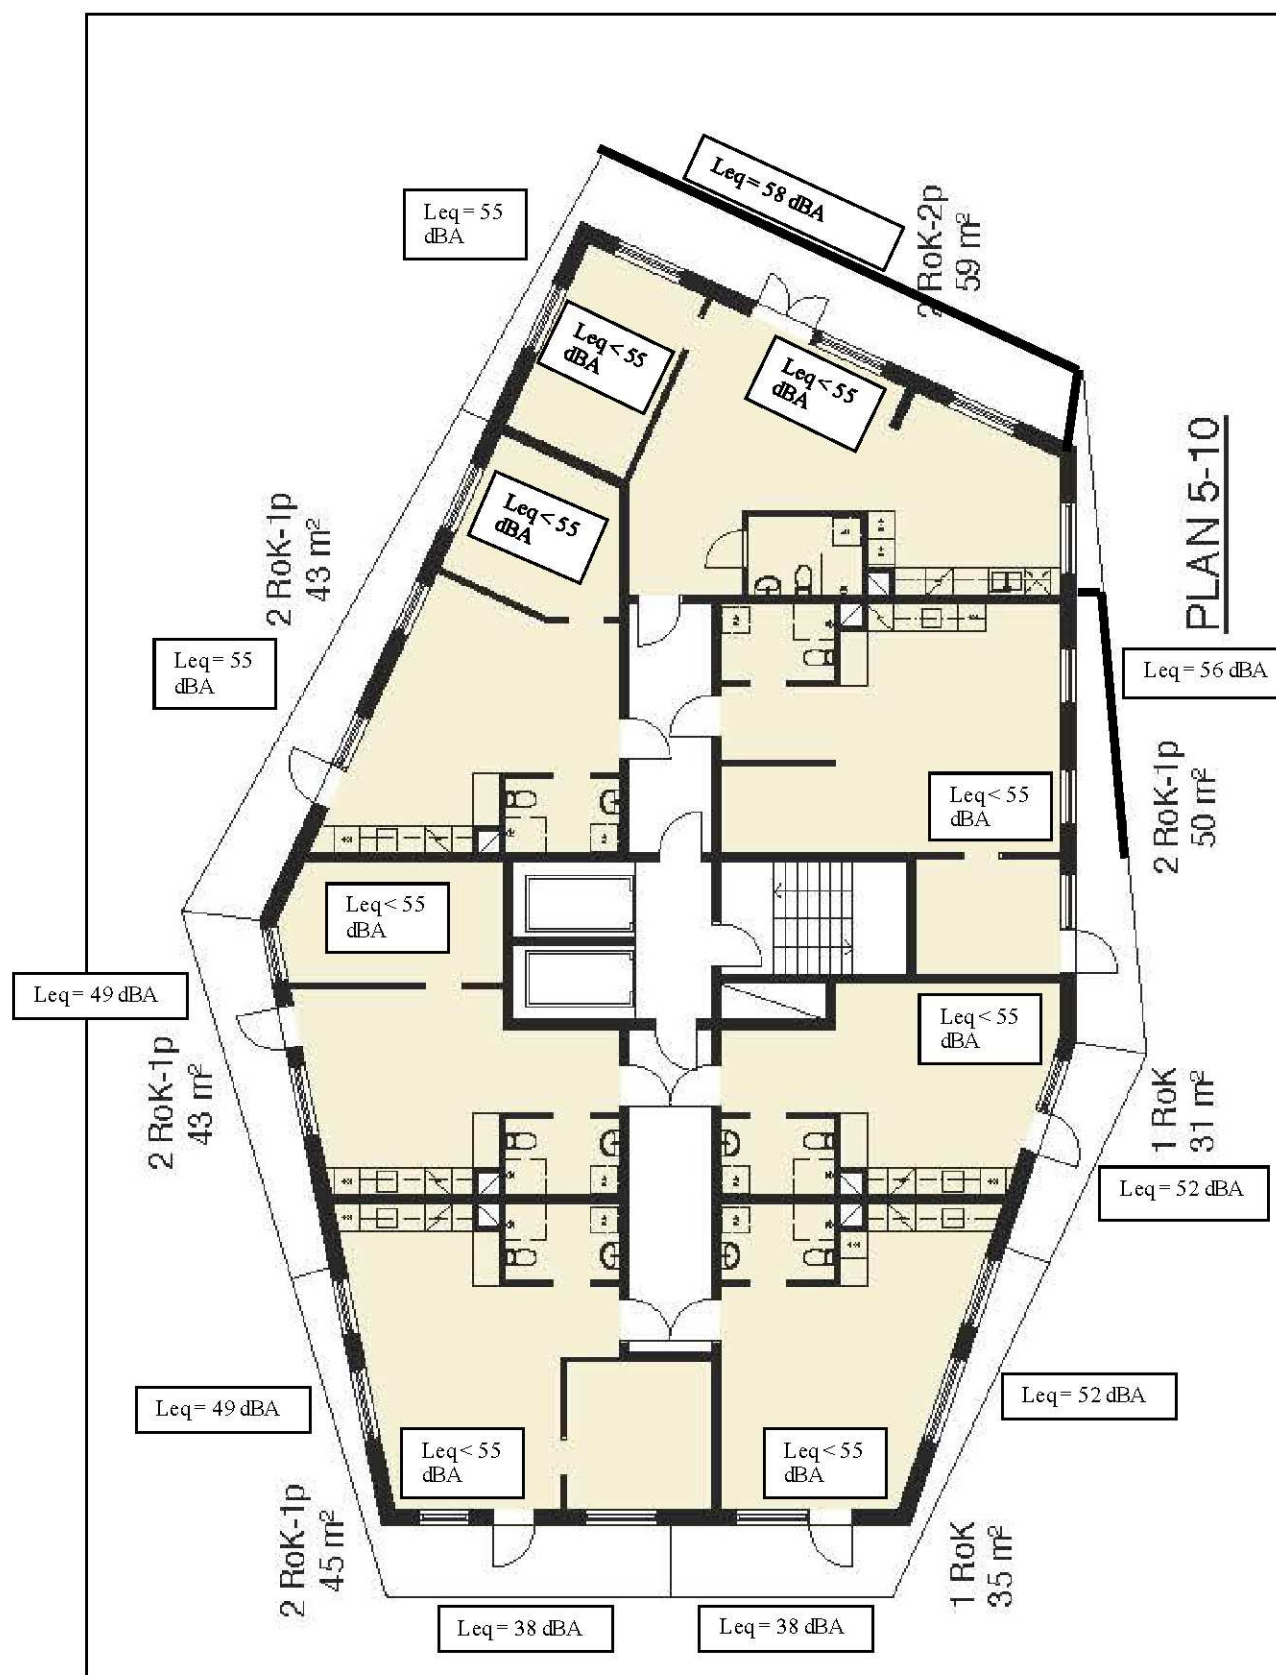 Leq = 58 dBA
Leq = 55
dBA
2 RoK-2p
59 m²
Leq < 55
dBA
Leq < 55
dBA
PLAN 5-10
2 RoK-1p
43 m²
Leq < 55
dBA
Leq = 55
dBA
Leq = 56 dBA
2 RoK-1p
50 m²
Leq < 55
dBA
Leq < 55
dBA
Leq = 49 dBA
Leq < 55
dBA
2 RoK-1p
43 m²
1 RoK
31 m²
Leq = 52 dBA
Leq = 49 dBA
Leq = 52 dBA
Leq < 55
dBA
Leq < 55
dBA
2 RoK-1p
45 m²
1 RoK
35 m²
Leq = 38 dBA
Leq = 38 dBA